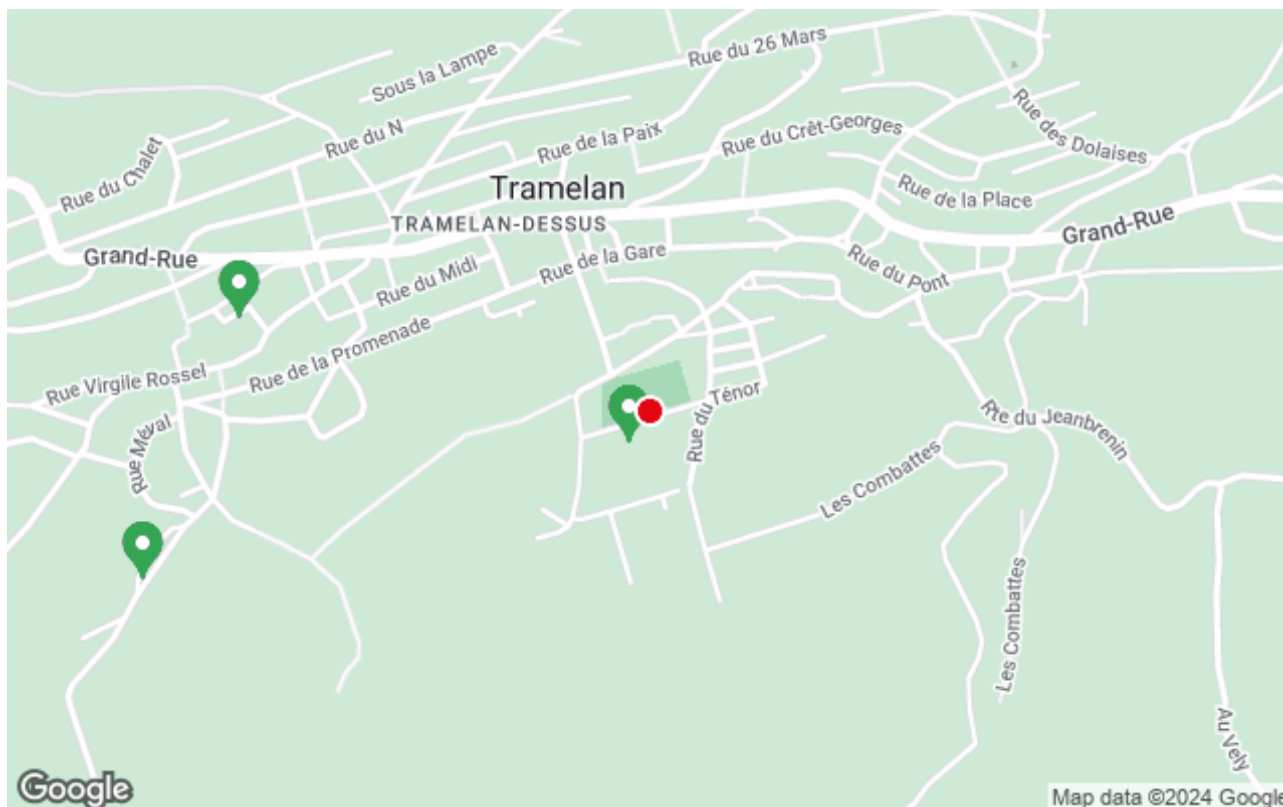 Rue du 26 Mars
Sous la Lampe
Rue du N
Rue de la Paix
Rue du Crêt-Georges
Rue des Dolaises
Rue du Chalet
Tramelan
Rue de la Place
TRAMELAN-DESSUS
Grand-Rue
Grand-Rue
Rue de la Gare
Rue du Midi
Rue du Pont
Rue de la Promenade
Rue Virgile Rossel
Rue du Ténor
Rte du Jeanbrenin
Rue Méval
Les Combattes
Les Combattes
Au Vely
Google
Map data ©2024 Google